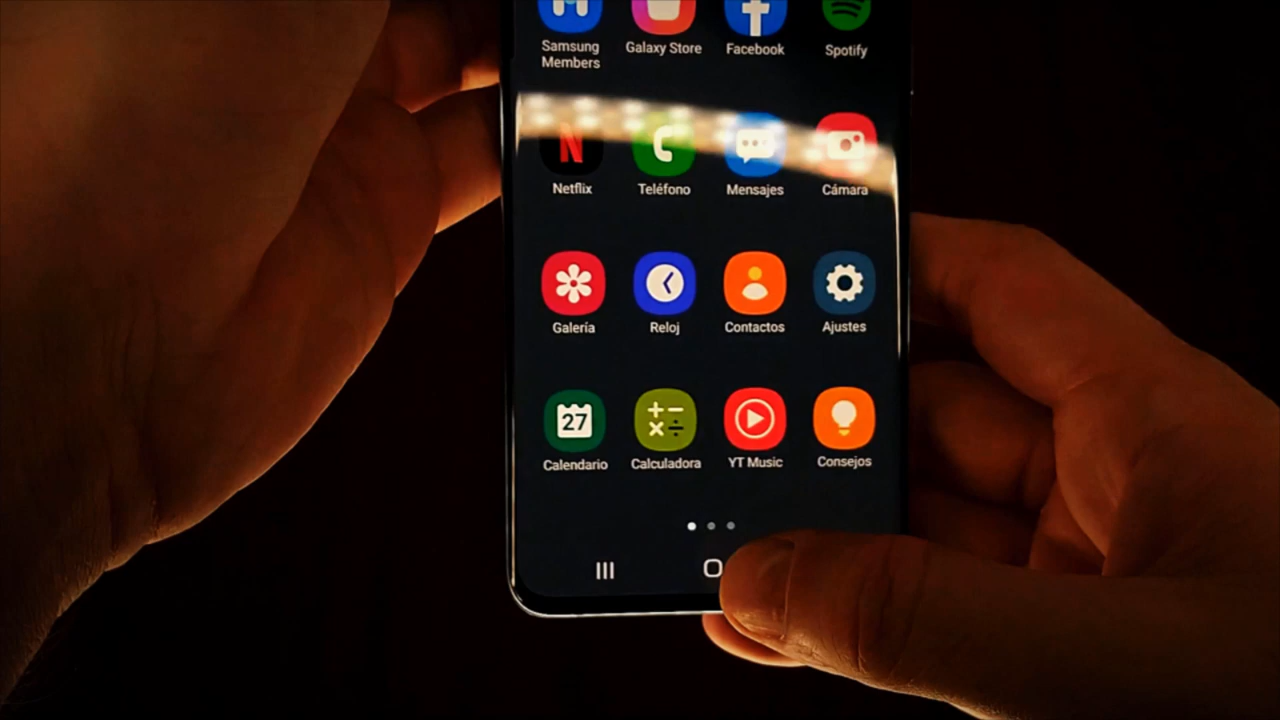 Samsung
Members
Galaxy Store
Facebook
Spotify
N
Netflix
Teléfono
Mensajes
Cámara
Galería
Reloj
Contactos
Ajustes
27
Calendario
Calculadora
YT Music
Consejos